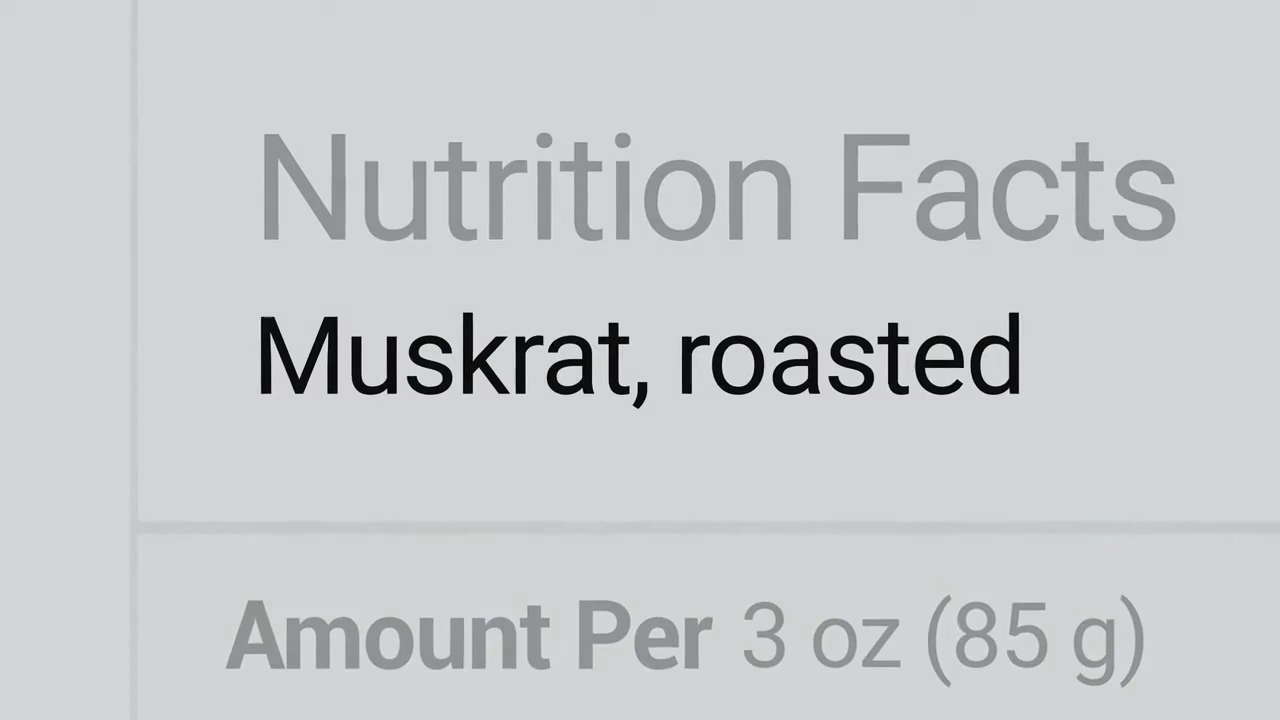 Nutrition Facts
Muskrat, roasted
Amount Per 3 oz (85 g)